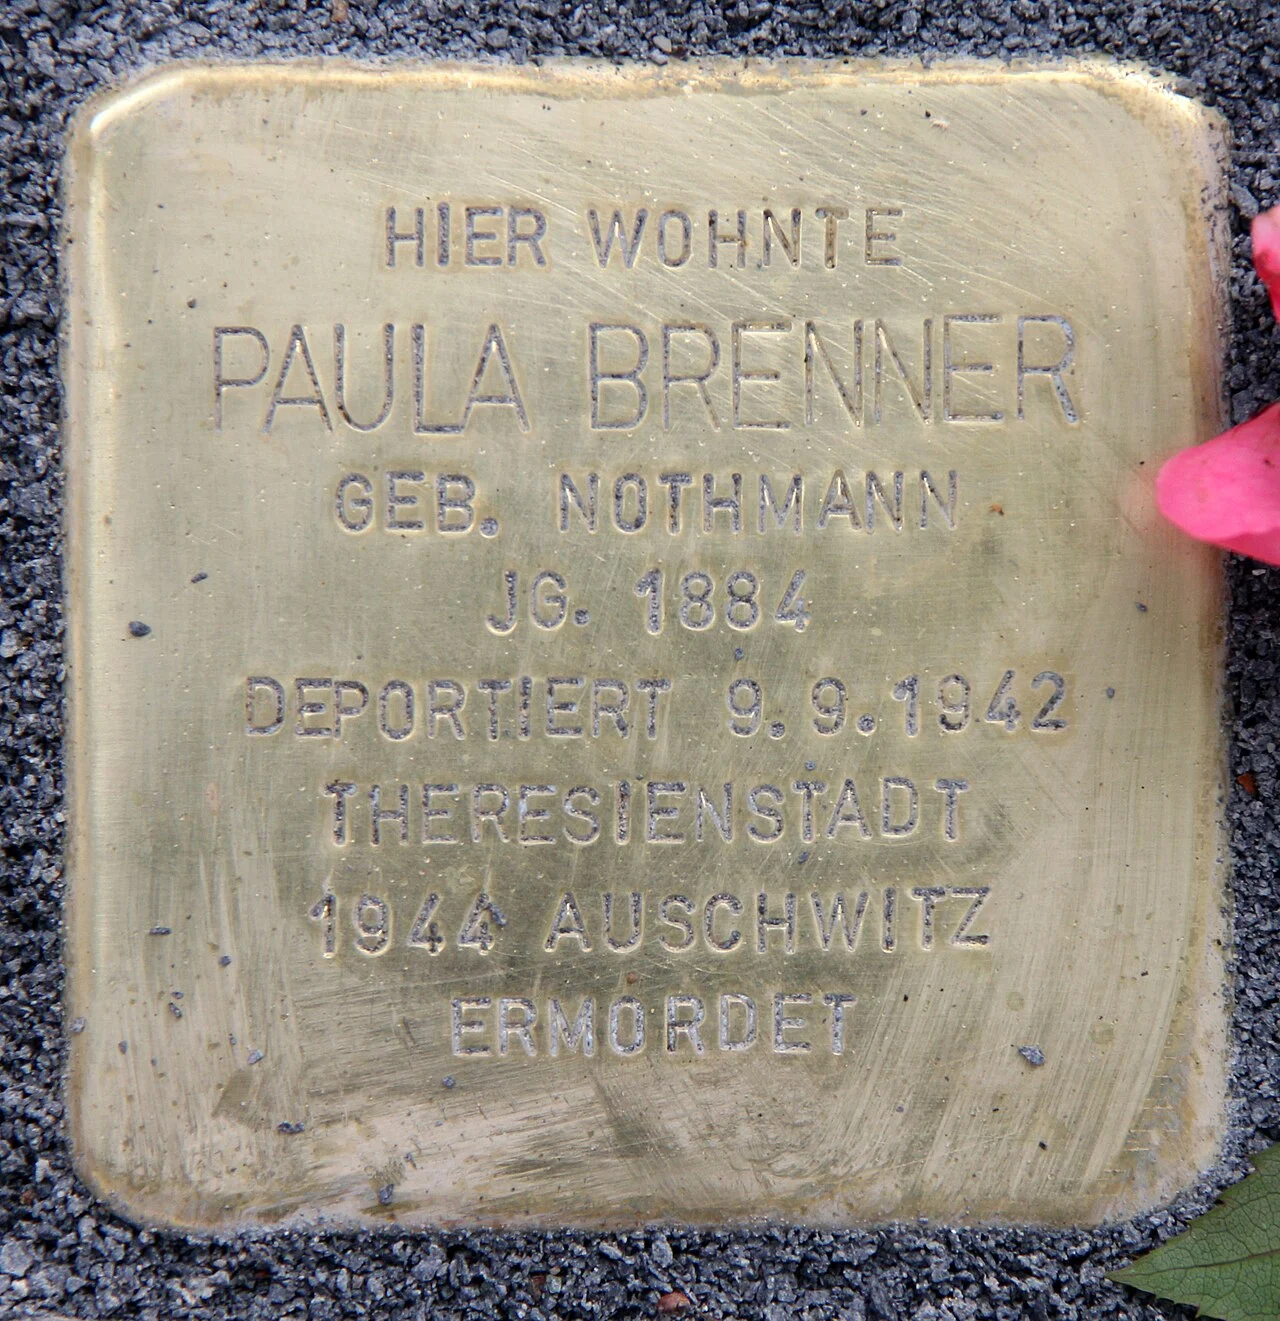 HIER WOHNTE
PAULA BRENNER
GEB. NOTHMANN
JG. 1884
DEPORTIERT 9.9.1942
THERESIENSTADT
1944 AUSCHWITZ
ERMORDET